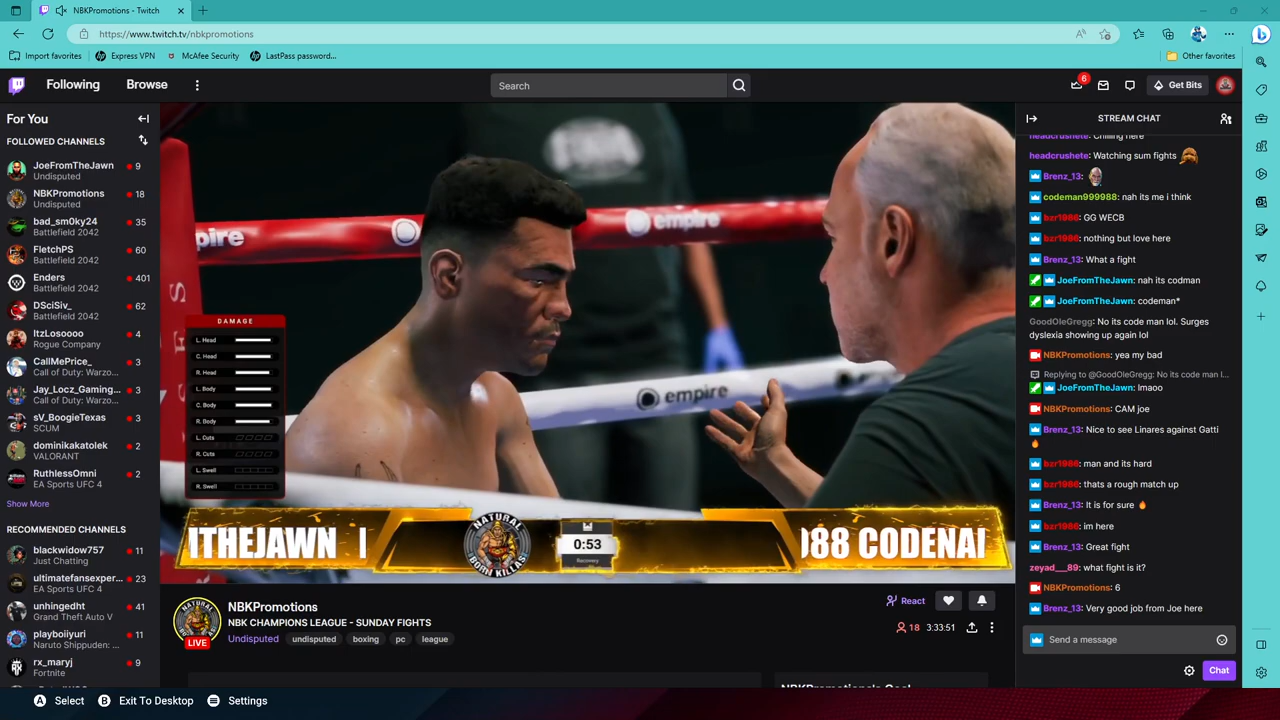 NBKPromotions - Twitch
https://www.twitch.tv/nbkpromotions
Import favorites
Express VPN
McAfee Security
LastPass password...
Other favorites
Following
Browse
Search
6
Get Bits
For You
FOLLOWED CHANNELS
JoeFromTheJawn 9
Undisputed
NBKPromotions 18
Undisputed
bad_sm0ky24 35
Battlefield 2042
FletchPS 60
Battlefield 2042
Enders 401
Battlefield 2042
DSciSiv_ 62
Battlefield 2042
ItzLosoooo 4
Rogue Company
CallMePrice_ 3
Call of Duty: Warzo...
Jay_Locz_Gaming... 3
Call of Duty: Warzo...
sV_BoogieTexas 3
SCUM
dominikakatolek 2
VALORANT
RuthlessOmni 2
EA Sports UFC 4
Show More
RECOMMENDED CHANNELS
blackwidow757 11
Just Chatting
ultimatefansexper... 23
EA Sports UFC 4
unhingedht 41
Grand Theft Auto V
playboiiyuri 11
Naruto Shippuden: ...
rx_maryj 9
Fortnite
pire
empire
empire
DAMAGE
L. Head
C. Head
R. Head
L. Body
C. Body
R. Body
L. Cuts
R. Cuts
L. Swell
R. Swell
ITHEJAWN
NATURAL
BORN KILLAS
0:53
Recovery
988 CODENAI
NBKPromotions
NBK CHAMPIONS LEAGUE - SUNDAY FIGHTS
Undisputed
undisputed
boxing
pc
league
LIVE
React
18
3:33:51
NBKPromotions's Goal
STREAM CHAT
headcrushete: Chilling here
headcrushete: Watching sum fights
Brenz_13:
codeman999988: nah its me i think
bzr1986: GG WECB
bzr1986: nothing but love here
Brenz_13: What a fight
JoeFromTheJawn: nah its codman
JoeFromTheJawn: codeman*
GoodOleGregg: No its code man lol. Surges
dyslexia showing up again lol
NBKPromotions: yea my bad
Replying to @GoodOleGregg: No its code man l...
JoeFromTheJawn: lmaoo
NBKPromotions: CAM joe
Brenz_13: Nice to see Linares against Gatti
bzr1986: man and its hard
bzr1986: thats a rough match up
Brenz_13: It is for sure
bzr1986: im here
Brenz_13: Great fight
zeyad___89: what fight is it?
NBKPromotions: 6
Brenz_13: Very good job from Joe here
Send a message
Chat
A Select
B Exit To Desktop
Settings